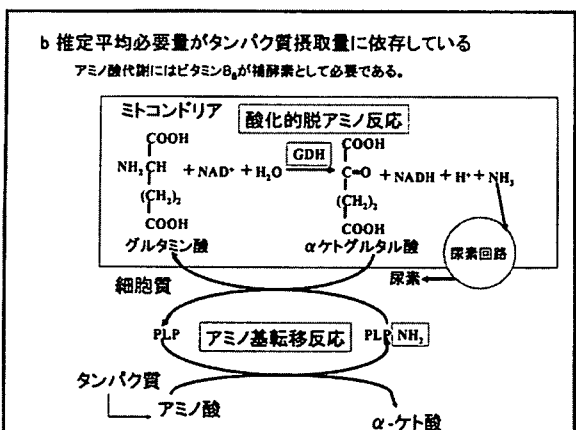 b 推定平均必要量がタンパク質摂取量に依存している
アミノ酸代謝にはビタミンB₆が補酵素として必要である。
ミトコンドリア 酸化的脱アミノ反応
COOH GDH COOH
NH₂CH + NAD⁺ + H₂O C=O + NADH + H⁺ + NH₃
(CH₂)₂ (CH₂)₂
COOH COOH
グルタミン酸 αケトグルタル酸 尿素回路
細胞質 尿素
PLP アミノ基転移反応 PLP NH₂
タンパク質
アミノ酸 α-ケト酸